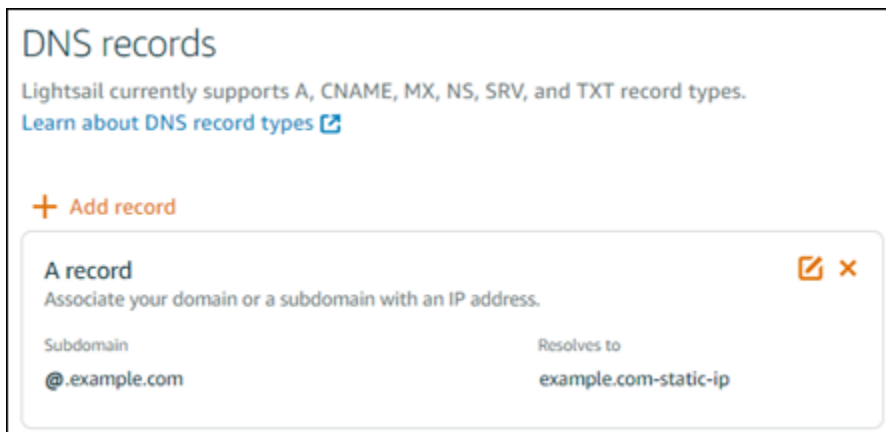 DNS records
Lightsail currently supports A, CNAME, MX, NS, SRV, and TXT record types.
Learn about DNS record types
Add record
A record
Associate your domain or a subdomain with an IP address.
Subdomain
Resolves to
@.example.com
example.com-static-ip